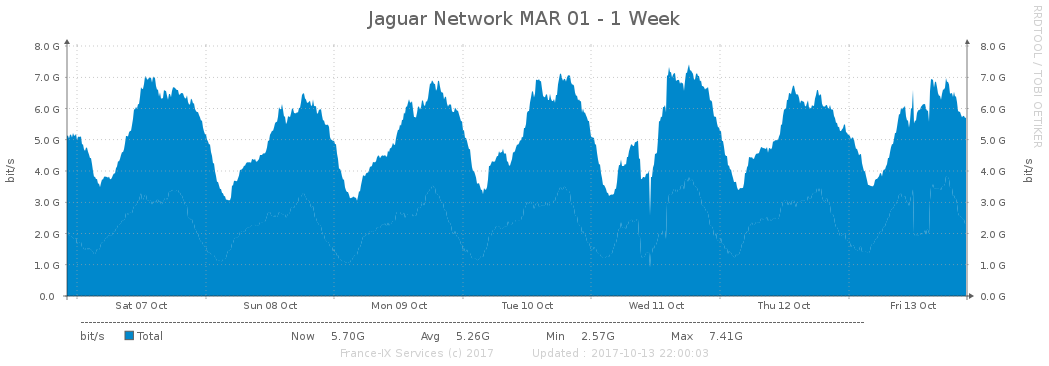 Jaguar Network MAR 01 - 1 Week
RRDTOOL / TOBI OETIKER
bit/s
8.0 G 8.0 G
7.0 G 7.0 G
6.0 G 6.0 G
5.0 G 5.0 G
4.0 G 4.0 G
3.0 G 3.0 G
2.0 G 2.0 G
1.0 G 1.0 G
0.0 0.0 G
bit/s
Sat 07 Oct Sun 08 Oct Mon 09 Oct Tue 10 Oct Wed 11 Oct Thu 12 Oct Fri 13 Oct
bit/s Total Now 5.70G Avg 5.26G Min 2.57G Max 7.41G
France-IX Services (c) 2017 Updated : 2017-10-13 22:00:03